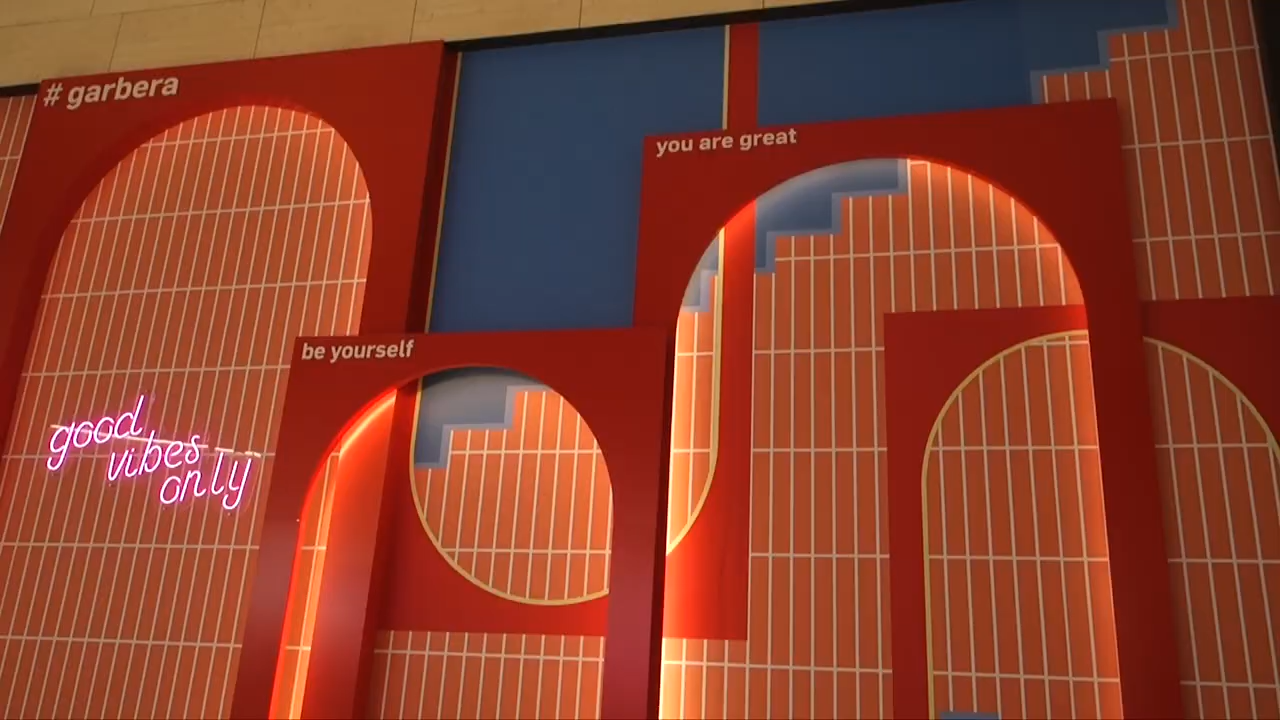 # garbera
you are great
be yourself
good
vibes
only